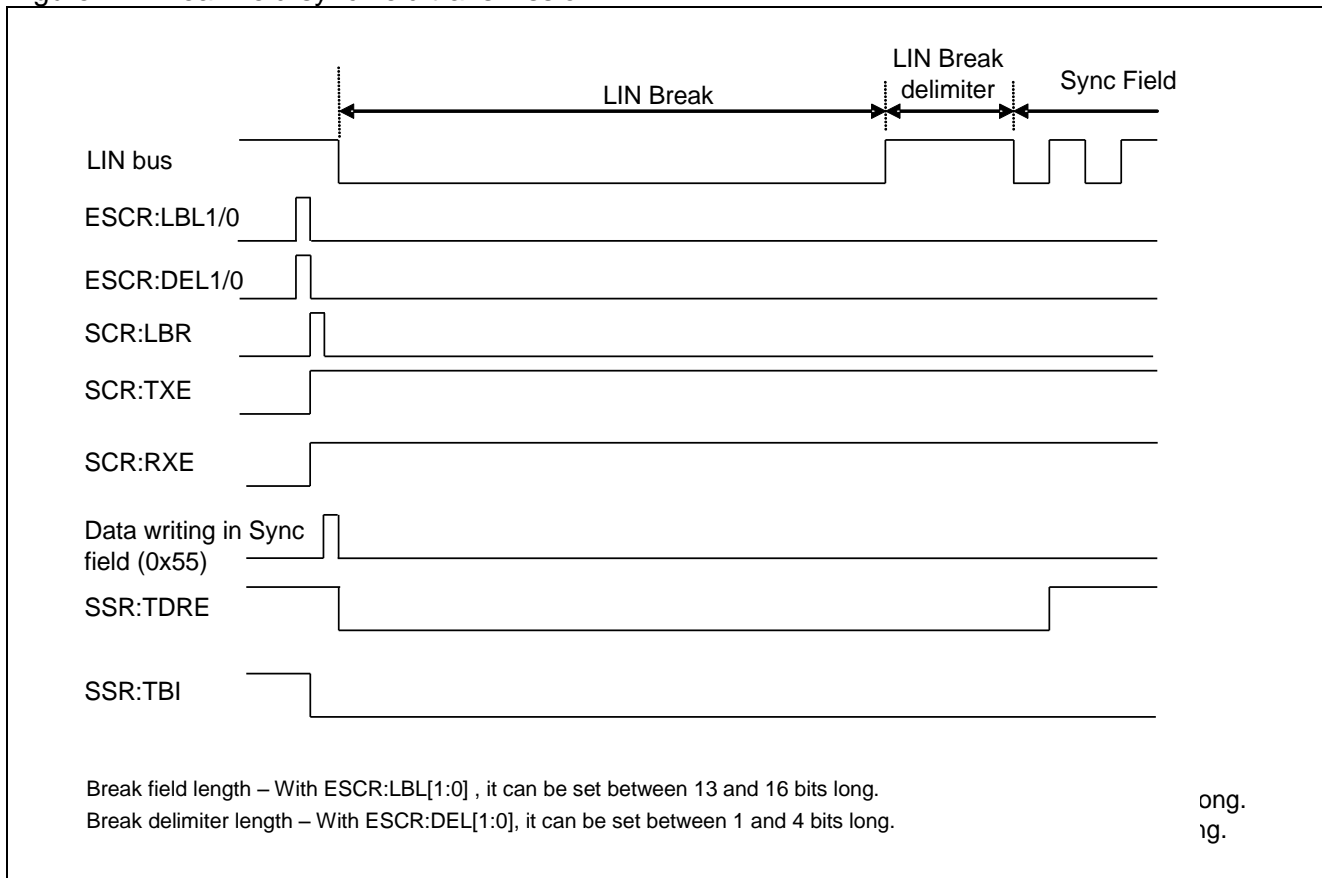 LIN Break
delimiter
Sync Field
LIN Break
LIN bus
ESCR:LBL1/0
ESCR:DEL1/0
SCR:LBR
SCR:TXE
SCR:RXE
Data writing in Sync
field (0x55)
SSR:TDRE
SSR:TBI
Break field length – With ESCR:LBL[1:0] , it can be set between 13 and 16 bits long.
Break delimiter length – With ESCR:DEL[1:0], it can be set between 1 and 4 bits long.
ong.